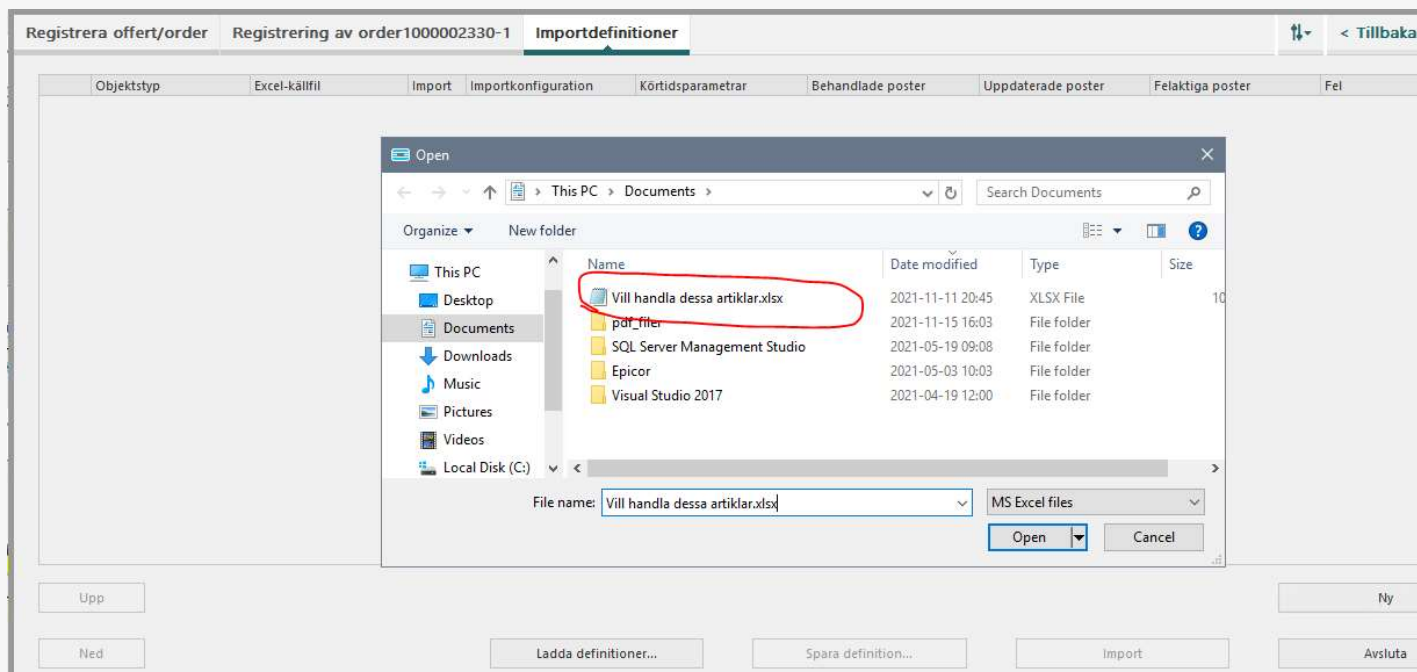 Registrera offert/order Registrering av order1000002330-1 Importdefinitioner < Tillbaka
Objektstyp Excel-källfil Import Importkonfiguration Körtidsparametrar Behandlade poster Uppdaterade poster Felaktiga poster Fel
Open
This PC > Documents > Search Documents
Organize New folder
Name Date modified Type Size
This PC
Desktop
Documents
Downloads
Music
Pictures
Videos
Local Disk (C:)
Vill handla dessa artiklar.xlsx 2021-11-11 20:45 XLSX File 10
pdf_filer 2021-11-15 16:03 File folder
SQL Server Management Studio 2021-05-19 09:08 File folder
Epicor 2021-05-03 10:03 File folder
Visual Studio 2017 2021-04-19 12:00 File folder
File name: Vill handla dessa artiklar.xlsx MS Excel files
Open Cancel
Upp Ny
Ned Ladda definitioner... Spara definition... Import Avsluta